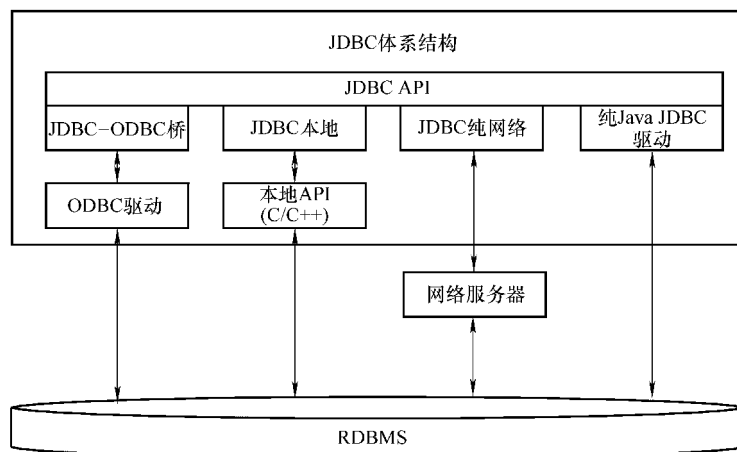 JDBC体系结构
JDBC API
JDBC-ODBC桥
JDBC本地
JDBC纯网络
纯Java JDBC
驱动
ODBC驱动
本地API
(C/C++)
网络服务器
RDBMS